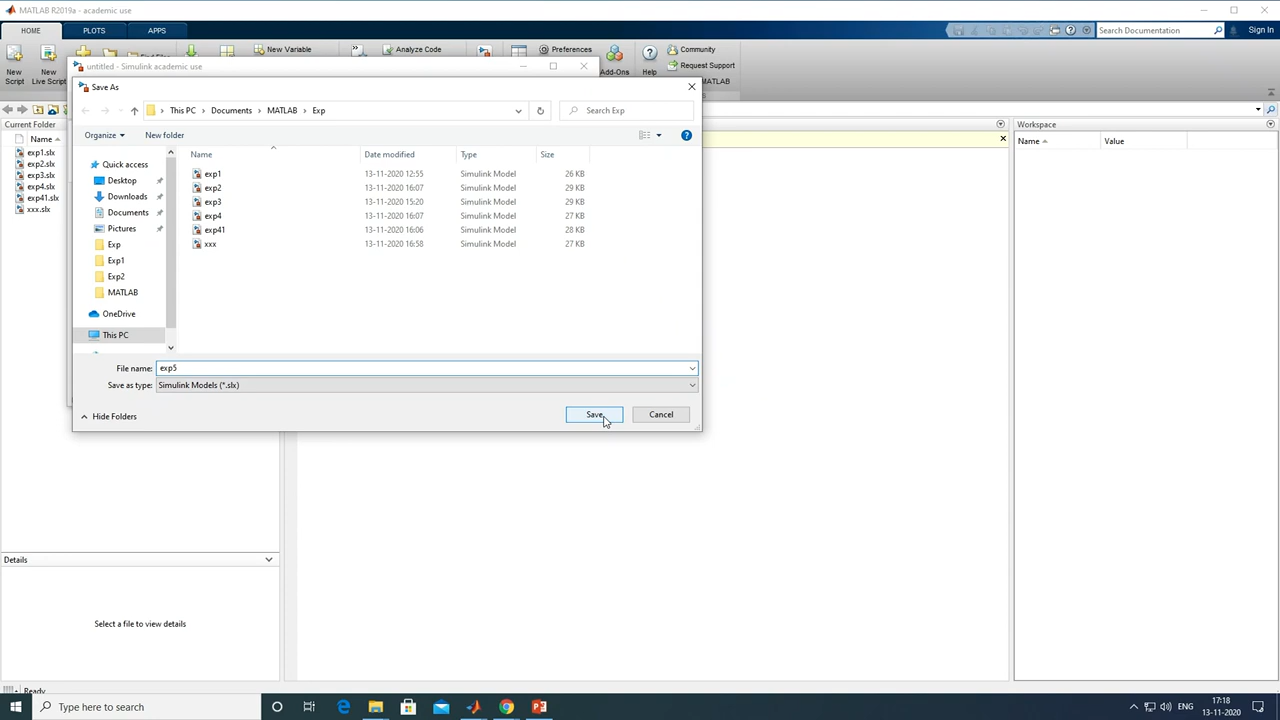 MATLAB R2019a - academic use
HOME PLOTS APPS
Search Documentation Sign In
New Script
New Live Script
New Variable
Analyze Code
Preferences
Add-Ons
Help
Community
Request Support
MATLAB
untitled - Simulink academic use
Save As
This PC > Documents > MATLAB > Exp
Search Exp
Organize New folder
Current Folder
Name
exp1.slx
exp2.slx
exp3.slx
exp4.slx
exp41.slx
xxx.slx
Quick access
Desktop
Downloads
Documents
Pictures
Exp
Exp1
Exp2
MATLAB
OneDrive
This PC
Name Date modified Type Size
exp1 13-11-2020 12:55 Simulink Model 26 KB
exp2 13-11-2020 16:07 Simulink Model 29 KB
exp3 13-11-2020 15:20 Simulink Model 29 KB
exp4 13-11-2020 16:07 Simulink Model 27 KB
exp41 13-11-2020 16:06 Simulink Model 28 KB
xxx 13-11-2020 16:58 Simulink Model 27 KB
File name: exp5
Save as type: Simulink Models (*.slx)
Hide Folders Save Cancel
Workspace
Name Value
Details
Select a file to view details
Ready
Type here to search
ENG 17:18
13-11-2020